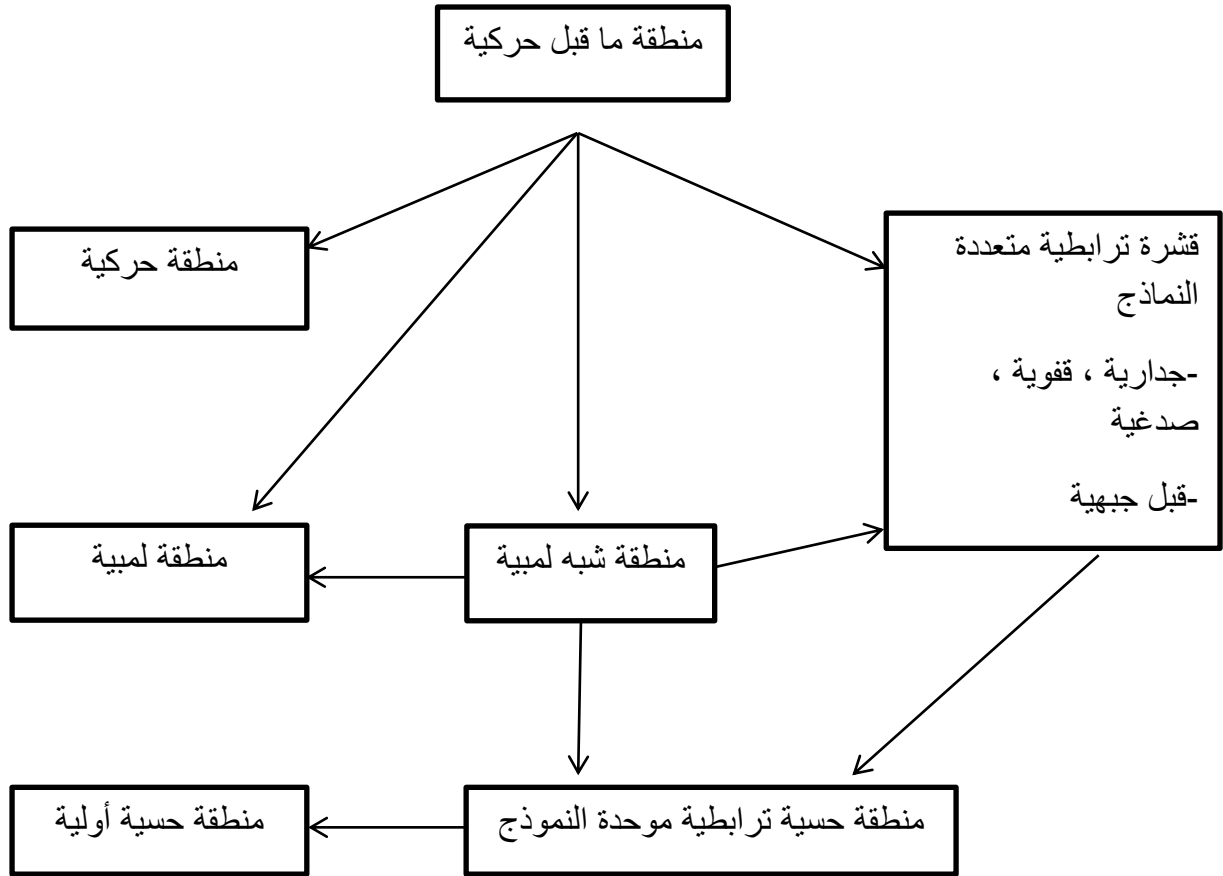 منطقة ما قبل حركية
منطقة حركية
قشرة ترابطية متعددة
النماذج
-جدارية ، قفوية ،
صدغية
-قبل جبهية
منطقة شبه لمبية
منطقة لمبية
منطقة حسية ترابطية موحدة النموذج
منطقة حسية أولية